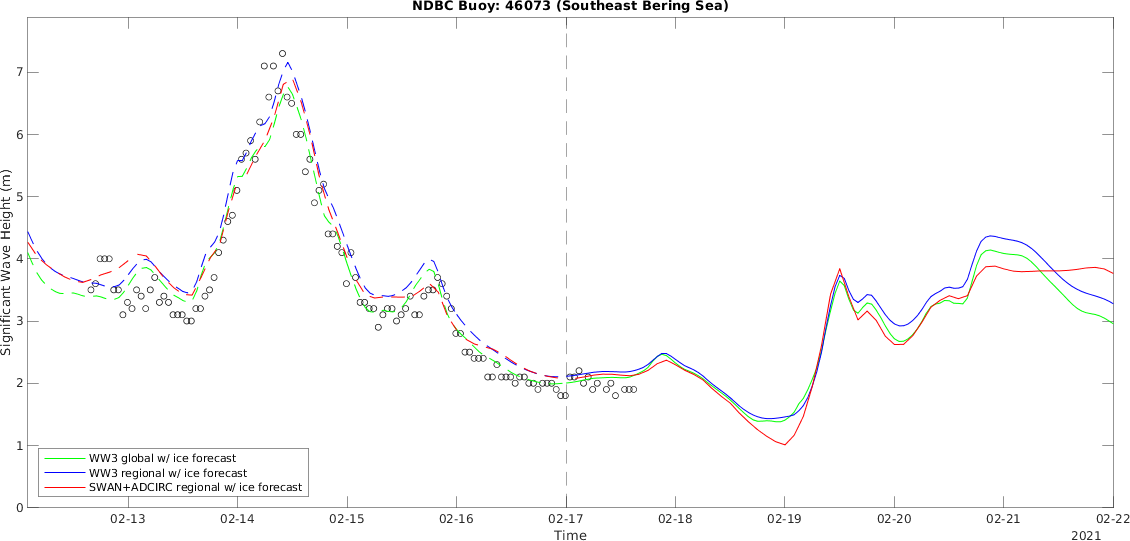 NDBC Buoy: 46073 (Southeast Bering Sea)
Significant Wave Height (m)
7
6
5
4
3
2
1
0
WW3 global w/ ice forecast
WW3 regional w/ ice forecast
SWAN+ADCIRC regional w/ ice forecast
02-13 02-14 02-15 02-16 02-17 02-18 02-19 02-20 02-21 02-22
Time
2021